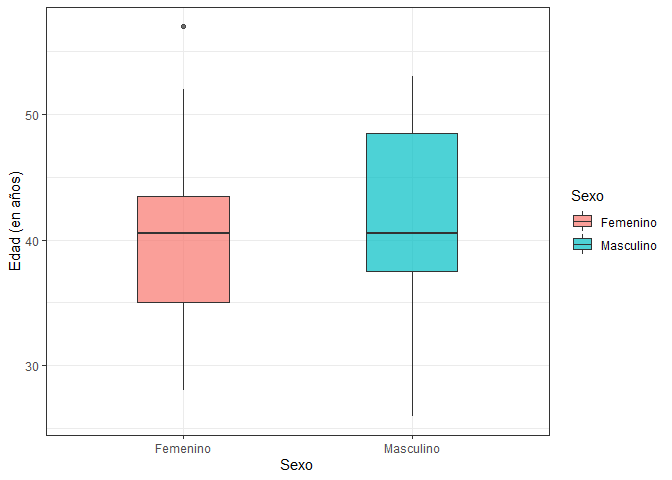 Edad (en años)
50
40
30
Femenino
Masculino
Sexo
Sexo
Femenino
Masculino